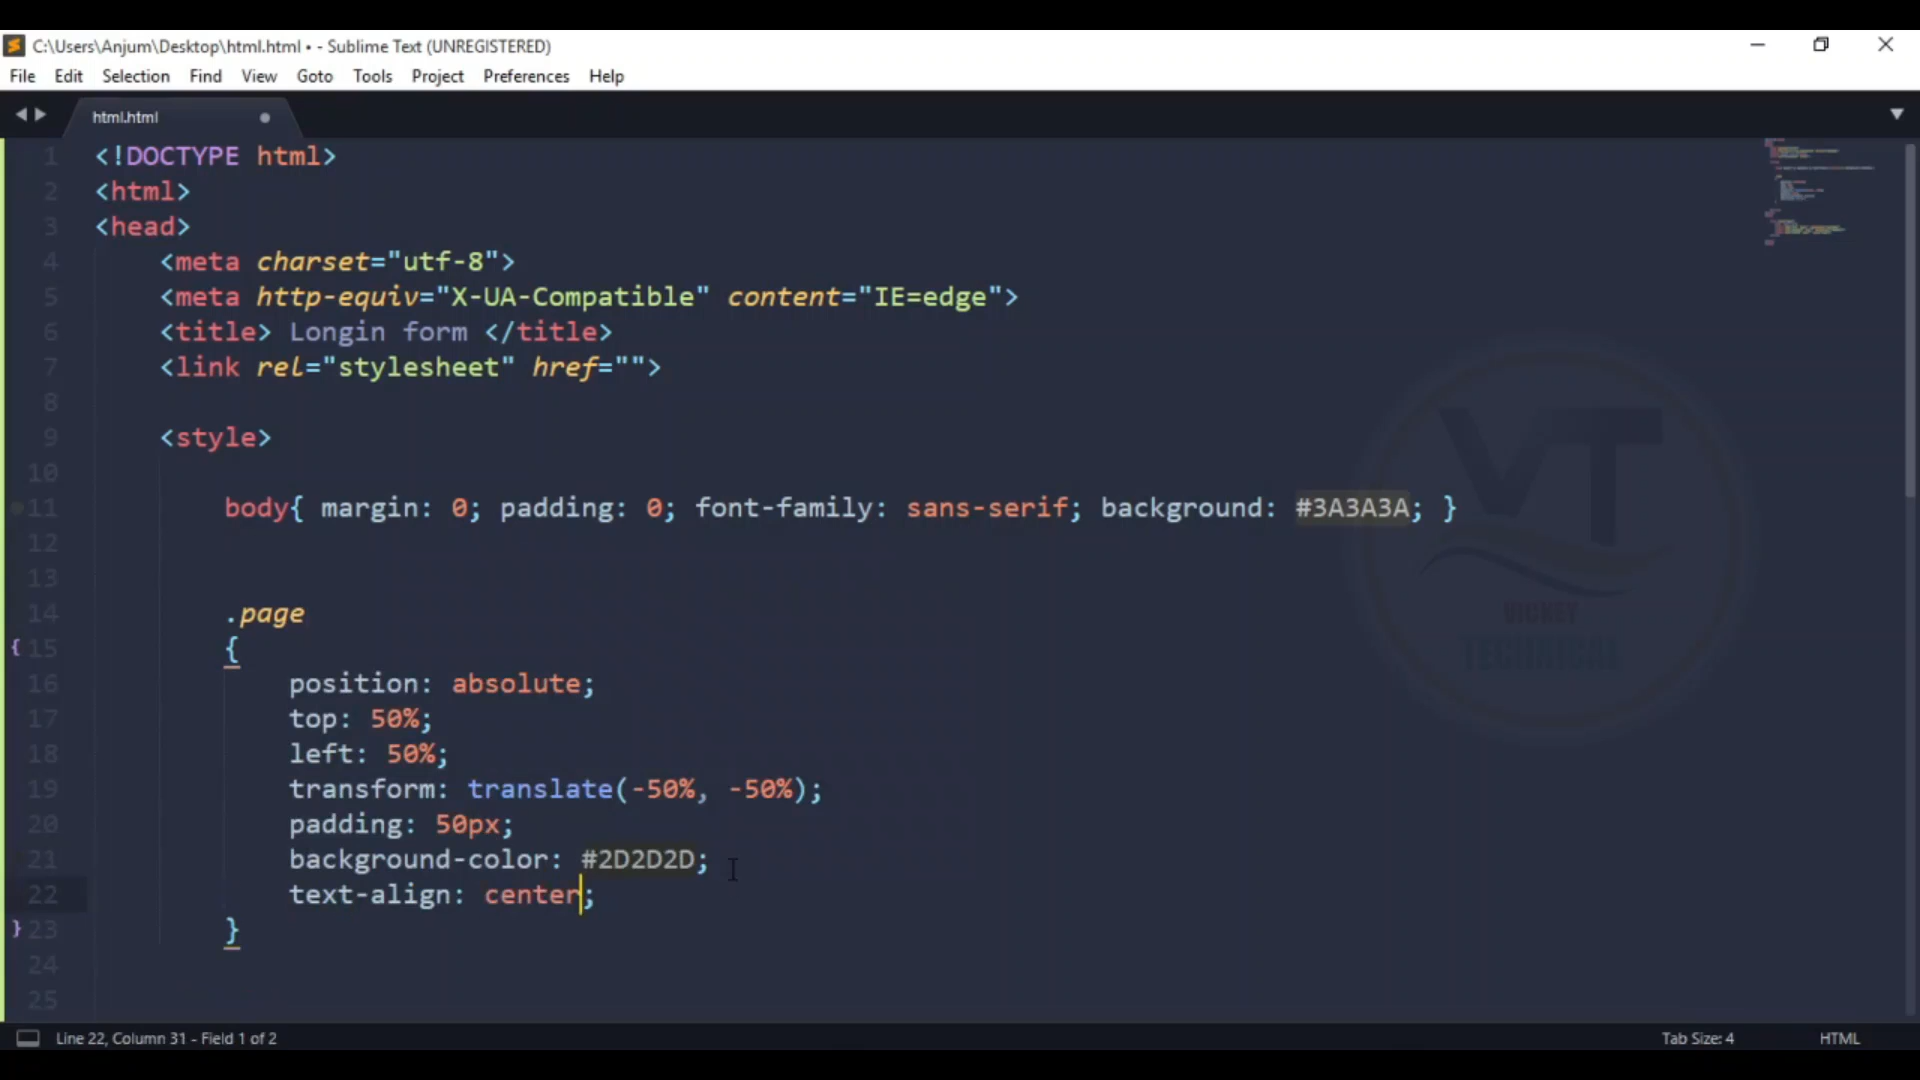 C:\Users\Anjum\Desktop\html.html • - Sublime Text (UNREGISTERED)
File Edit Selection Find View Goto Tools Project Preferences Help
html.html
1 <!DOCTYPE html>
2 <html>
3 <head>
4 <meta charset="utf-8">
5 <meta http-equiv="X-UA-Compatible" content="IE=edge">
6 <title> Longin form </title>
7 <link rel="stylesheet" href="">
8
9 <style>
10
11 body{ margin: 0; padding: 0; font-family: sans-serif; background: #3A3A3A; }
12
13
14 .page
15 {
16 position: absolute;
17 top: 50%;
18 left: 50%;
19 transform: translate(-50%, -50%);
20 padding: 50px;
21 background-color: #2D2D2D;
22 text-align: center;
23 }
24
25
VT
VICKEY
TECHNICAL
Line 22, Column 31 - Field 1 of 2 Tab Size: 4 HTML